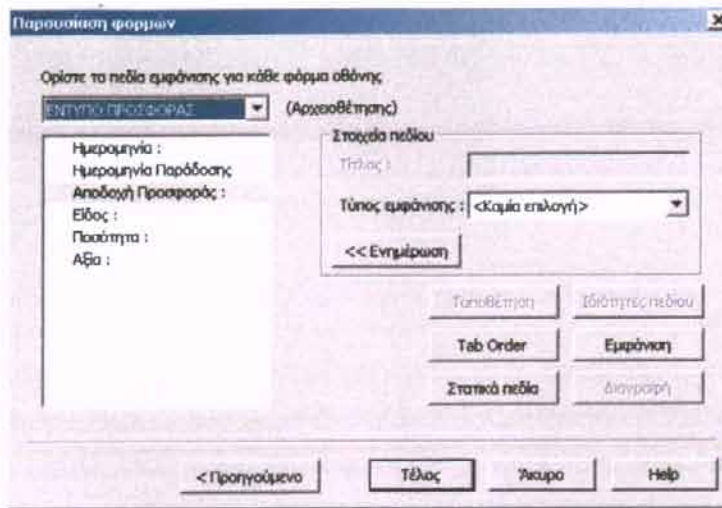 Παρουσίαση φορμών
Ορίστε τα πεδία εμφάνισης για κάθε φόρμα οθόνης
ΕΝΤΥΠΟ ΠΡΟΣΦΟΡΑΣ (Αρχειοθέτησης)
Ημερομηνία :
Ημερομηνία Παράδοσης
Αποδοχή Προσφοράς :
Είδος :
Ποσότητα :
Αξία :
Στοιχεία πεδίου
Τίτλος :
Τύπος εμφάνισης : <Καμία επιλογή>
<< Ενημέρωση
Τοποθέτηση Ιδιότητες πεδίου
Tab Order Εμφάνιση
Στατικά πεδία Διαγραφή
< Προηγούμενο Τέλος Άκυρο Help